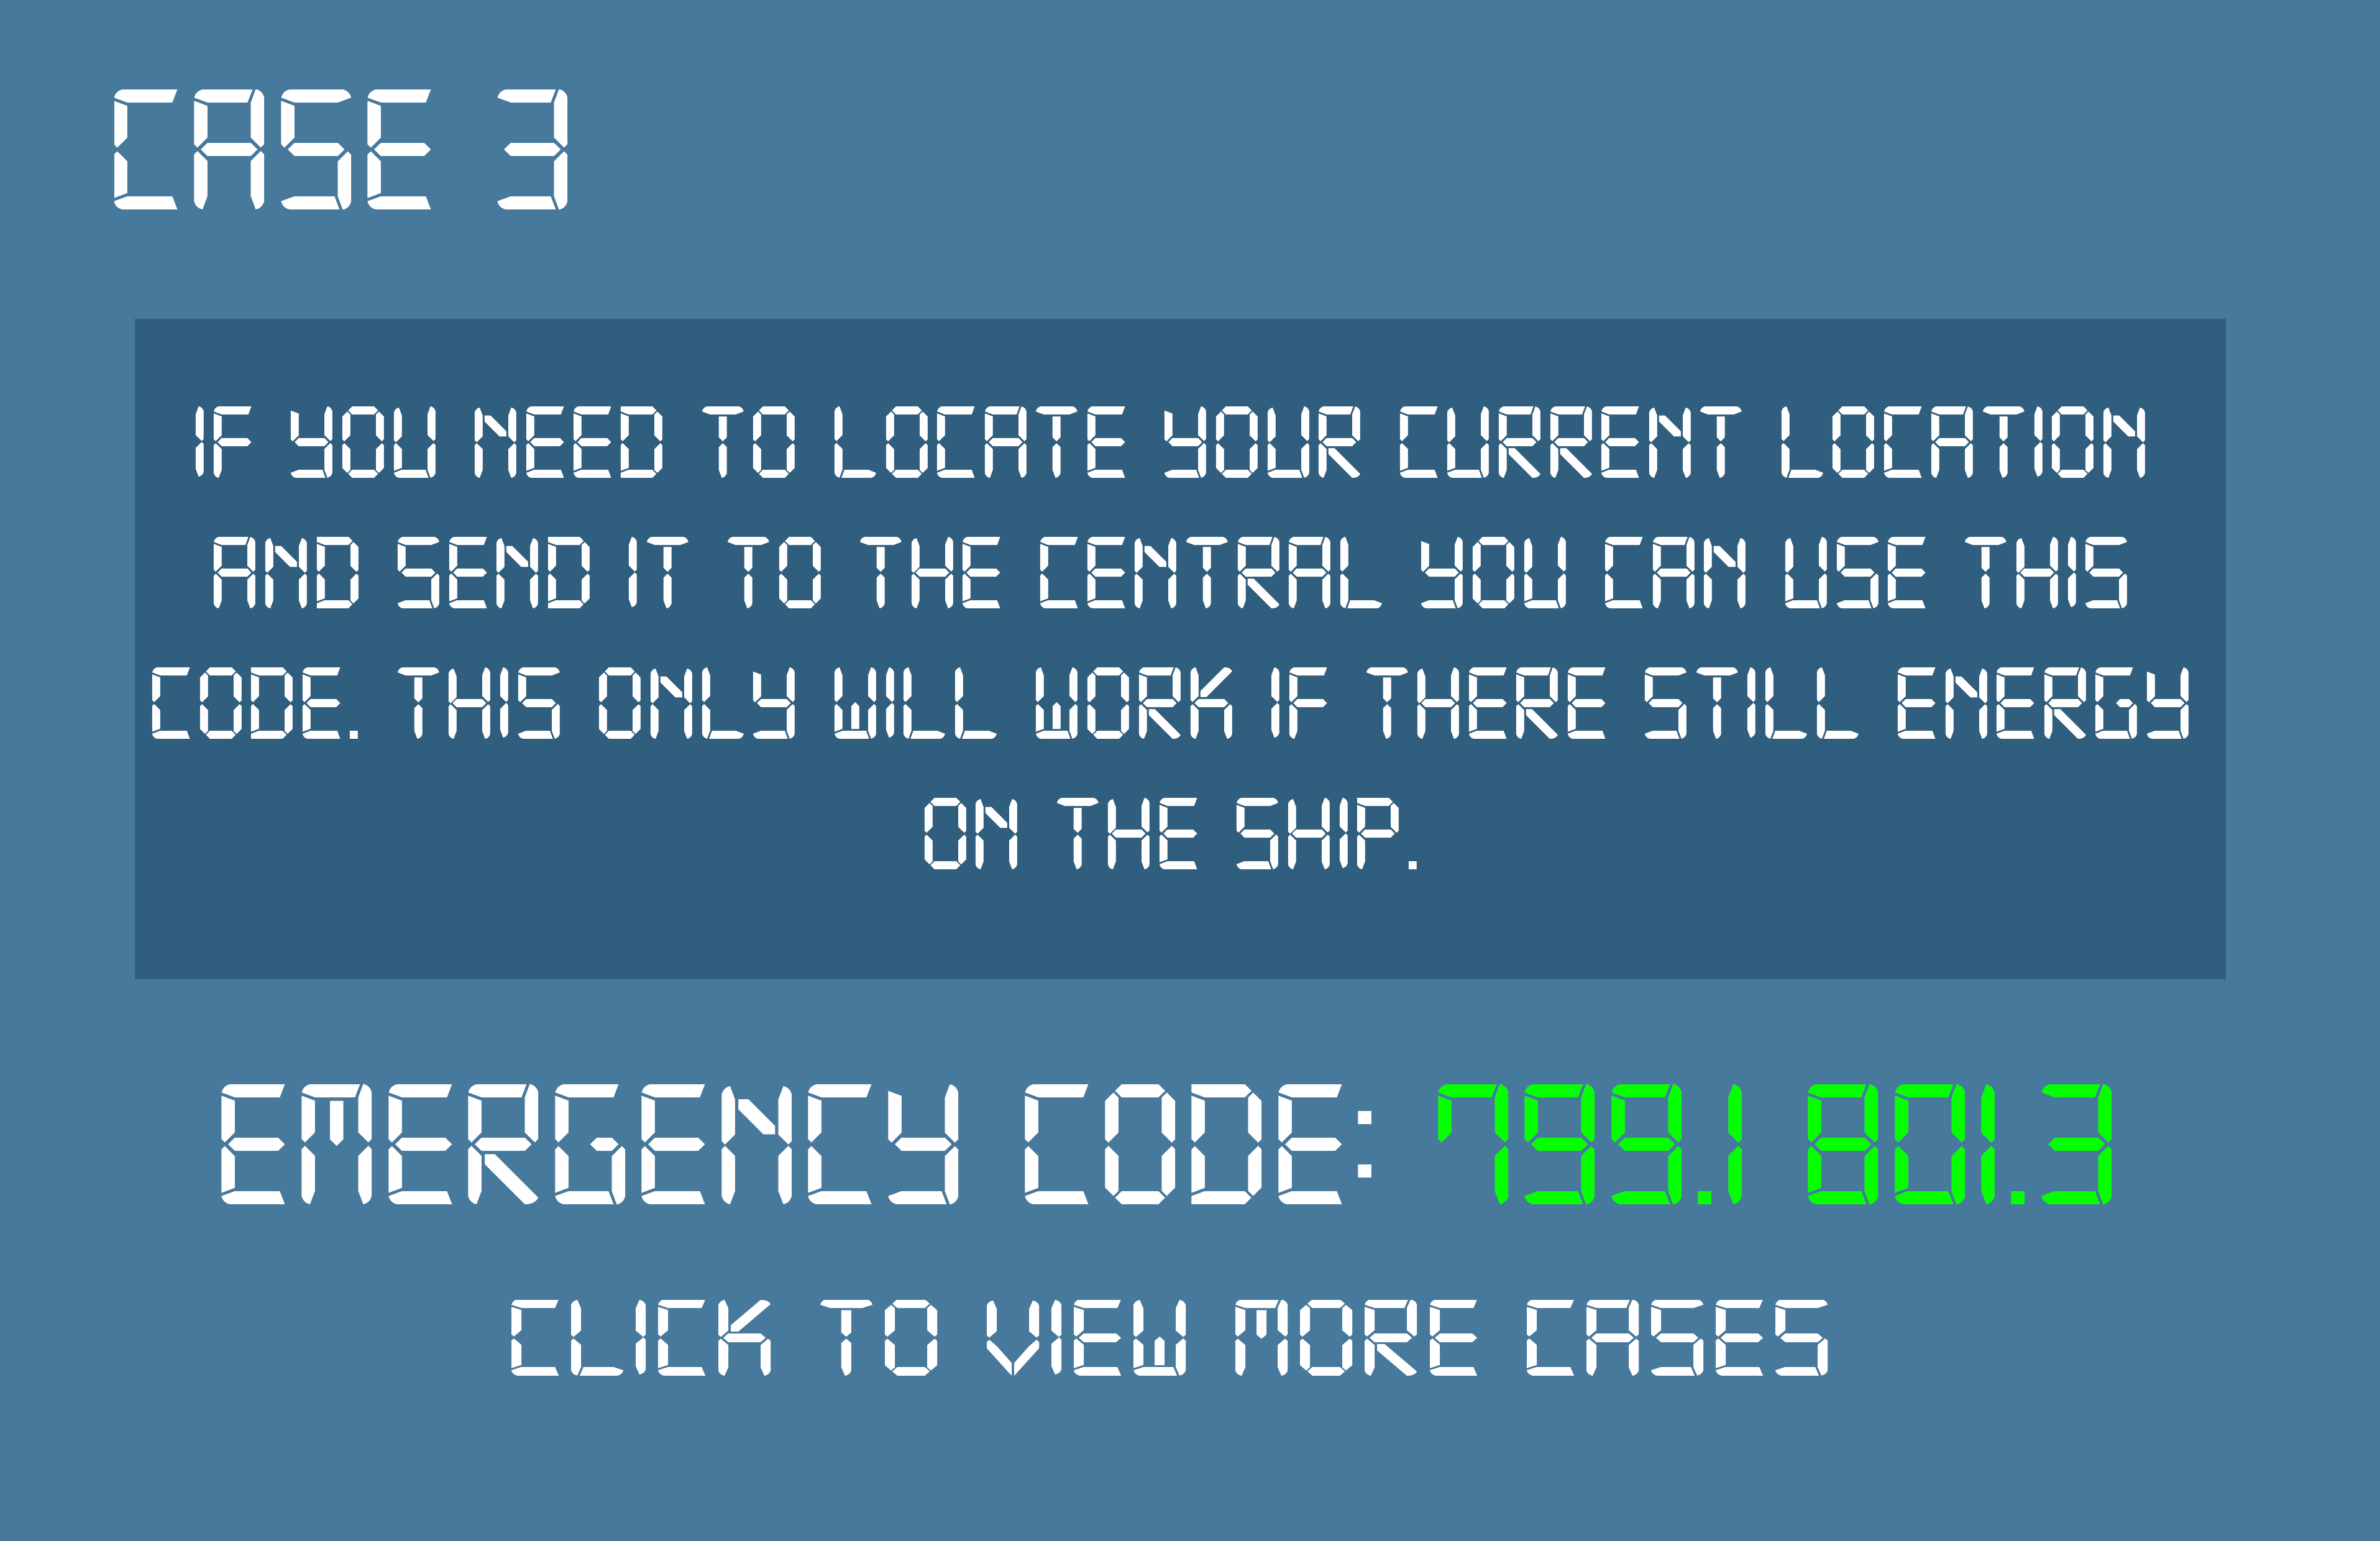 CASE 3
IF YOU NEED TO LOCATE YOUR CURRENT LOCATION
AND SEND IT TO THE CENTRAL YOU CAN USE THIS
CODE. THIS ONLY WILL WORK IF THERE STILL ENERGY
ON THE SHIP.
EMERGENCY CODE: 799.1 801.3
CLICK TO VIEW MORE CASES